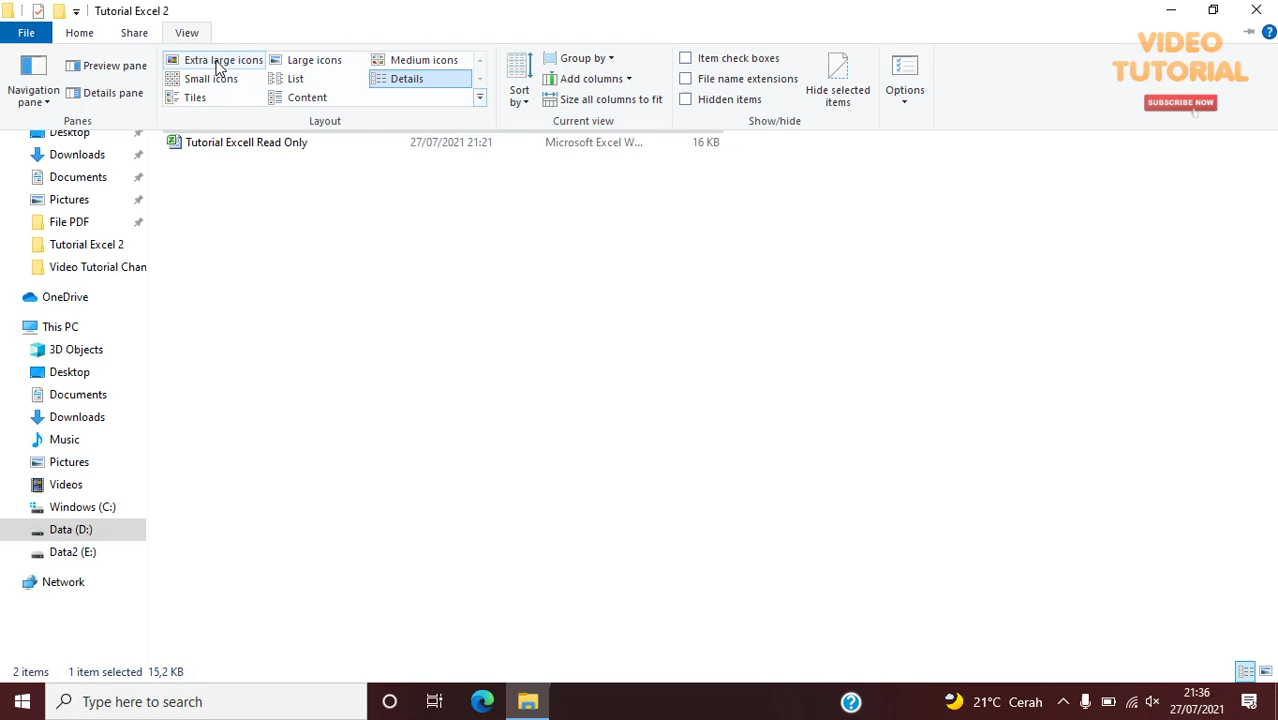 Tutorial Excel 2
File
Home
Share
View
Navigation pane
Preview pane
Details pane
Panes
Extra large icons
Large icons
Medium icons
Small icons
List
Details
Tiles
Content
Layout
Sort by
Group by
Add columns
Size all columns to fit
Current view
Item check boxes
File name extensions
Hidden items
Hide selected items
Show/hide
Options
VIDEO
TUTORIAL
SUBSCRIBE NOW
Tutorial Excell Read Only
27/07/2021 21:21
Microsoft Excel W...
16 KB
Desktop
Downloads
Documents
Pictures
File PDF
Tutorial Excel 2
Video Tutorial Chan
OneDrive
This PC
3D Objects
Desktop
Documents
Downloads
Music
Pictures
Videos
Windows (C:)
Data (D:)
Data2 (E:)
Network
2 items
1 item selected 15,2 KB
Type here to search
21°C Cerah
21:36
27/07/2021